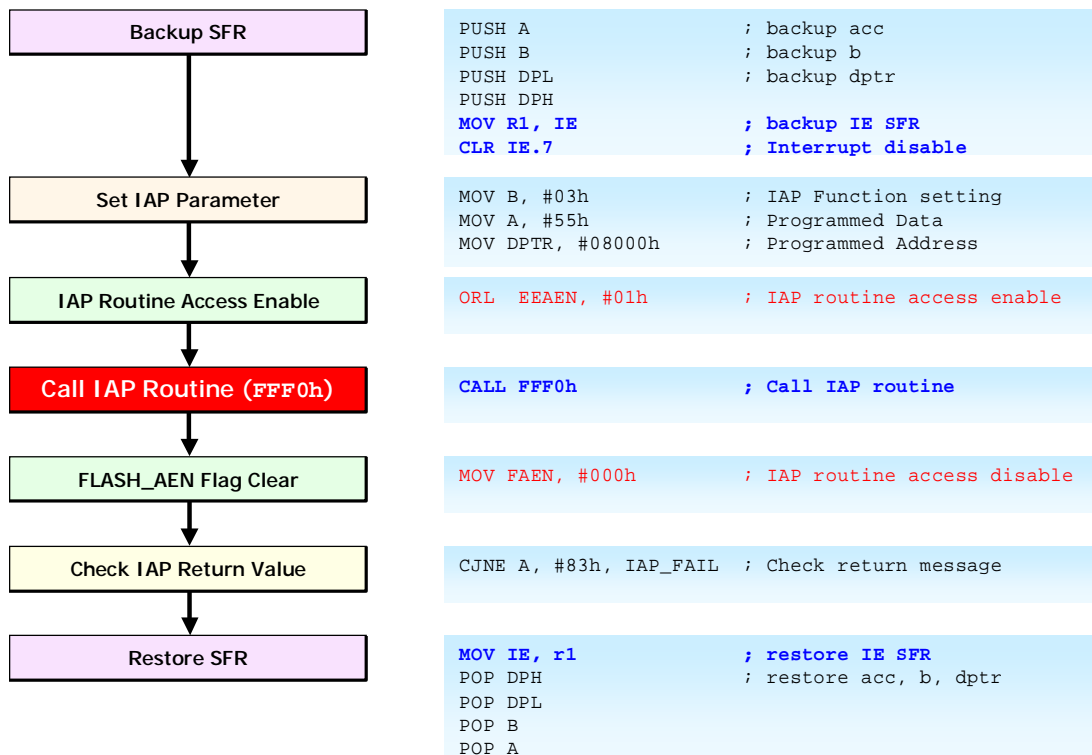 Backup SFR
PUSH A ; backup acc
PUSH B ; backup b
PUSH DPL ; backup dptr
PUSH DPH
MOV R1, IE ; backup IE SFR
CLR IE.7 ; Interrupt disable
Set IAP Parameter
MOV B, #03h ; IAP Function setting
MOV A, #55h ; Programmed Data
MOV DPTR, #08000h ; Programmed Address
IAP Routine Access Enable
ORL EEAEN, #01h ; IAP routine access enable
Call IAP Routine (FFF0h)
CALL FFF0h ; Call IAP routine
FLASH_AEN Flag Clear
MOV FAEN, #000h ; IAP routine access disable
Check IAP Return Value
CJNE A, #83h, IAP_FAIL ; Check return message
Restore SFR
MOV IE, r1 ; restore IE SFR
POP DPH ; restore acc, b, dptr
POP DPL
POP B
POP A